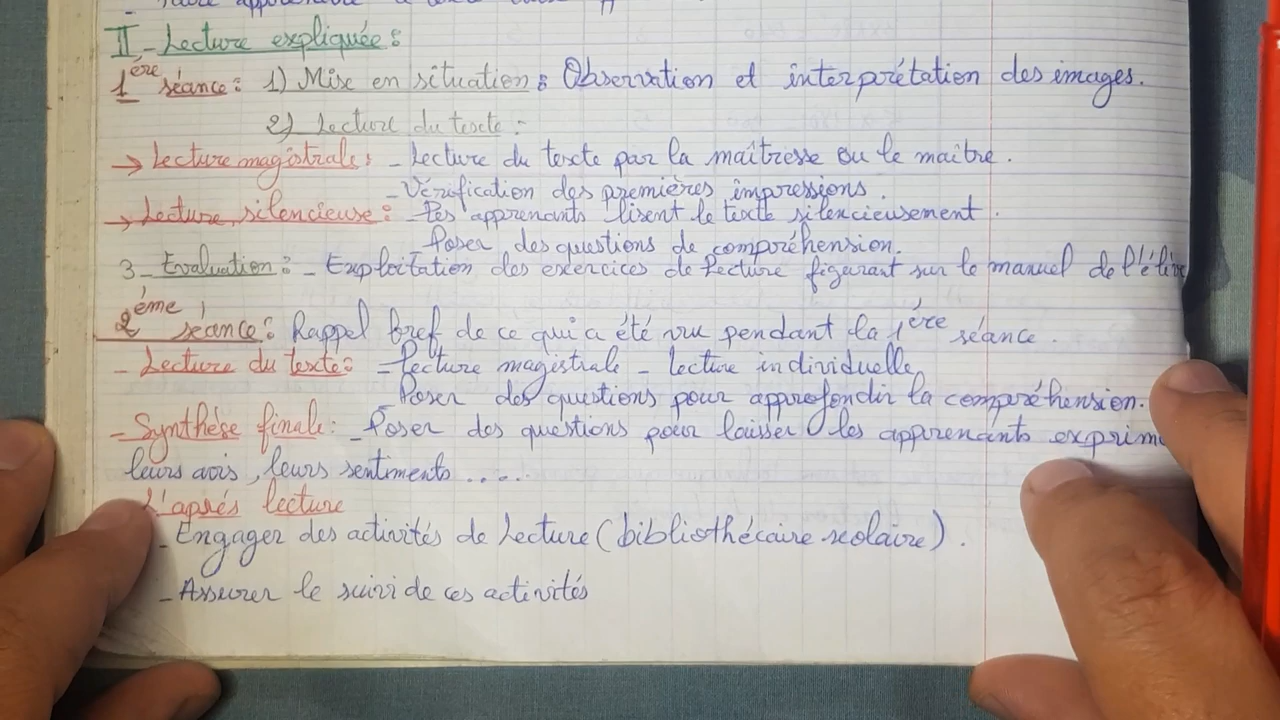 II - Lecture expliquée :
1ère séance : 1) Mise en situation : Observation et interprétation des images.
2) Lecture du texte :
→ Lecture magistrale : - Lecture du texte par la maîtresse ou le maître.
- Vérification des premières impressions.
→ Lecture silencieuse : - Les apprenants lisent le texte silencieusement.
- Poser des questions de compréhension.
3 - Evaluation : - Exploitation des exercices de lecture figurant sur le manuel de l'élève
2ème séance : Rappel bref de ce qui a été vu pendant la 1ère séance.
- Lecture du texte : - Lecture magistrale - lecture individuelle
- Poser des questions pour approfondir la compréhension.
- Synthèse finale : - Poser des questions pour laisser les apprenants exprime
leurs avis, leurs sentiments .....
L'aprés lecture
- Engager des activités de Lecture (bibliothécaire scolaire).
- Assurer le suivi de ces activités